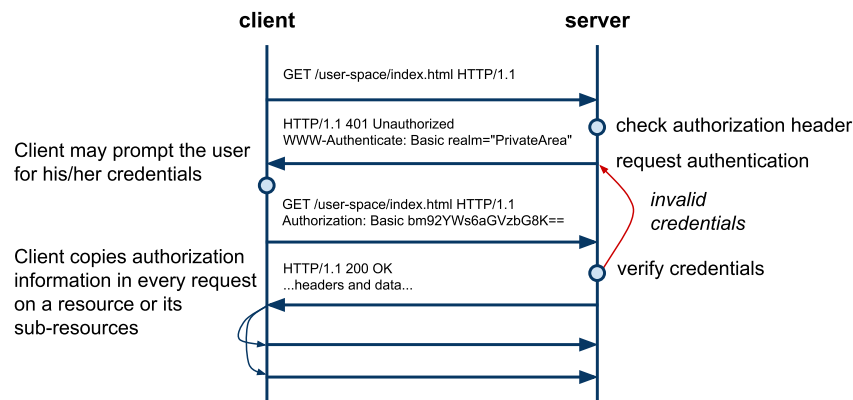 client
server
GET /user-space/index.html HTTP/1.1
HTTP/1.1 401 Unauthorized
WWW-Authenticate: Basic realm="PrivateArea"
check authorization header
Client may prompt the user
for his/her credentials
request authentication
GET /user-space/index.html HTTP/1.1
Authorization: Basic bm92YWs6aGVzbG8K==
invalid
credentials
Client copies authorization
information in every request
on a resource or its
sub-resources
HTTP/1.1 200 OK
...headers and data...
verify credentials